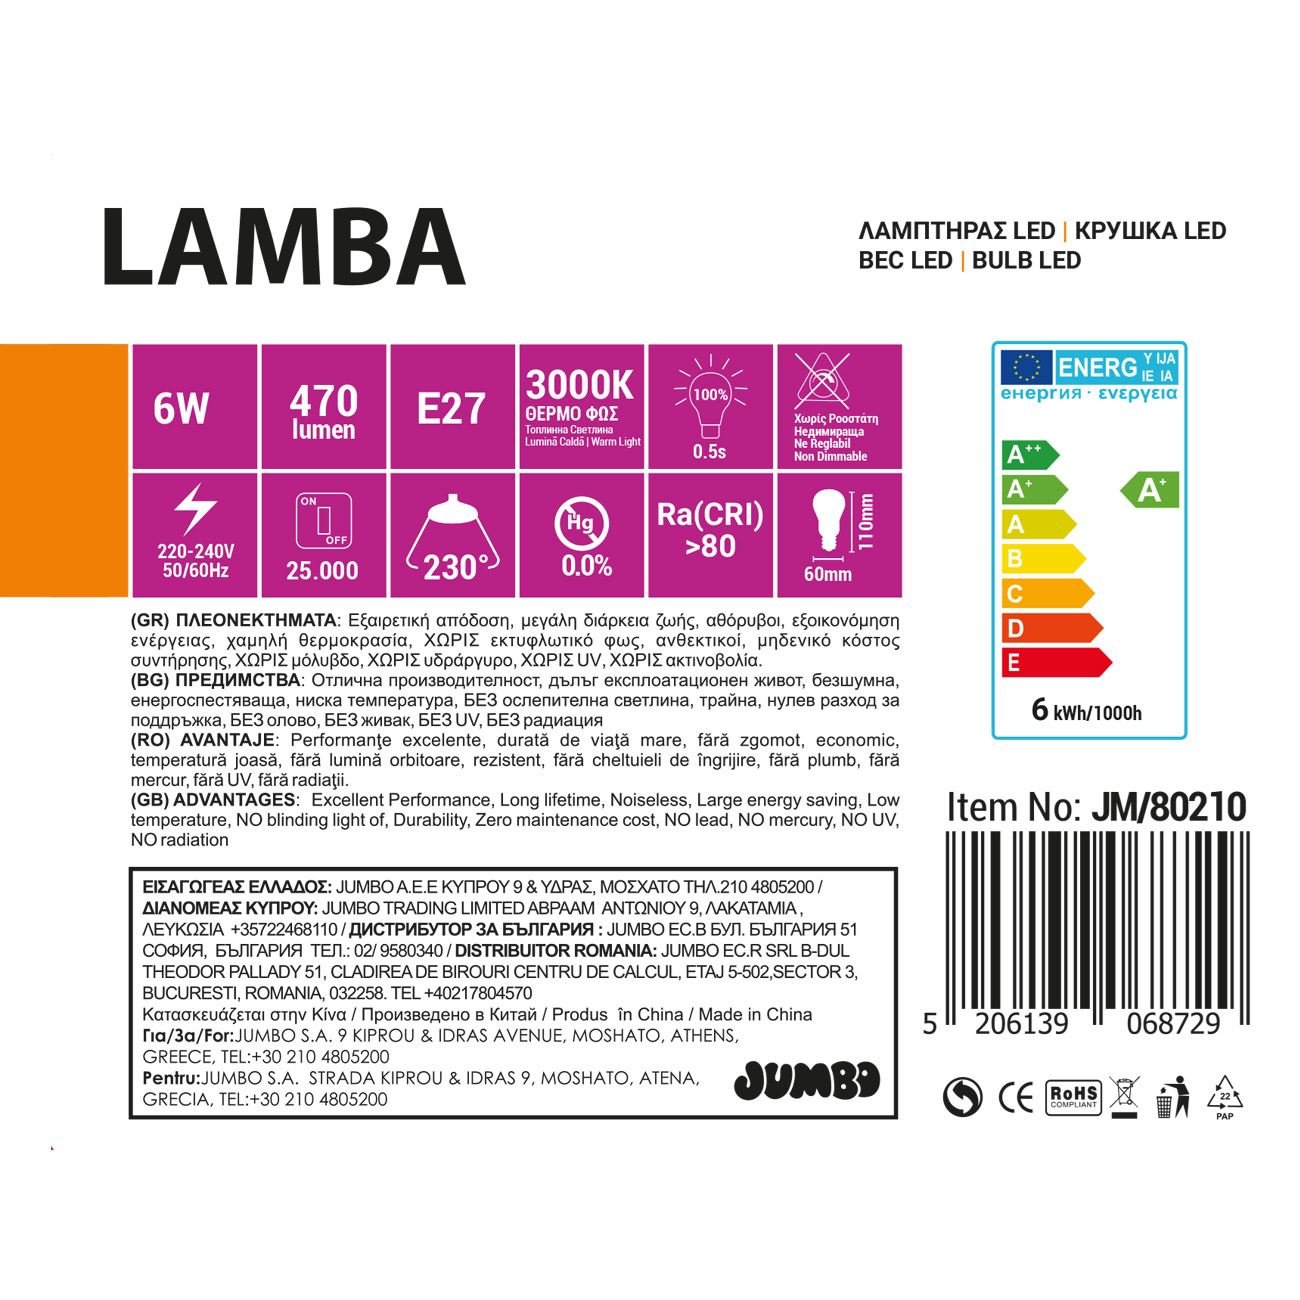 LAMBA
ΛΑΜΠΤΗΡΑΣ LED | КРУШКА LED
BEC LED | BULB LED
6W
470
lumen
E27
3000K
ΘΕΡΜΟ ΦΩΣ
Топлинна Светлина
Lumină Caldă | Warm Light
100%
0.5s
Χωρίς Ροοστάτη
Недимираща
Ne Reglabil
Non Dimmable
220-240V
50/60Hz
ON
OFF
25.000
230°
Hg
0.0%
Ra(CRI)
>80
110mm
60mm
ENERG Y IJA
IE IA
енергия · ενεργεια
A++
A+
A+
A
B
C
D
E
6 kWh/1000h
(GR) ΠΛΕΟΝΕΚΤΗΜΑΤΑ: Εξαιρετική απόδοση, μεγάλη διάρκεια ζωής, αθόρυβοι, εξοικονόμηση
ενέργειας, χαμηλή θερμοκρασία, ΧΩΡΙΣ εκτυφλωτικό φως, ανθεκτικοί, μηδενικό κόστος
συντήρησης, ΧΩΡΙΣ μόλυβδο, ΧΩΡΙΣ υδράργυρο, ΧΩΡΙΣ UV, ΧΩΡΙΣ ακτινοβολία.
(BG) ПРЕДИМСТВА: Отлична производителност, дълъг експлоатационен живот, безшумна,
енергоспестяваща, ниска температура, БЕЗ ослепителна светлина, трайна, нулев разход за
поддръжка, БЕЗ олово, БЕЗ живак, БЕЗ UV, БЕЗ радиация
(RO) AVANTAJE: Performanţe excelente, durată de viaţă mare, fără zgomot, economic,
temperatură joasă, fără lumină orbitoare, rezistent, fără cheltuieli de îngrijire, fără plumb, fără
mercur, fără UV, fără radiaţii.
(GB) ADVANTAGES: Excellent Performance, Long lifetime, Noiseless, Large energy saving, Low
temperature, NO blinding light of, Durability, Zero maintenance cost, NO lead, NO mercury, NO UV,
NO radiation
ΕΙΣΑΓΩΓΕΑΣ ΕΛΛΑΔΟΣ: JUMBO A.E.E ΚΥΠΡΟΥ 9 & ΥΔΡΑΣ, ΜΟΣΧΑΤΟ ΤΗΛ.210 4805200 /
ΔΙΑΝΟΜΕΑΣ ΚΥΠΡΟΥ: JUMBO TRADING LIMITED ΑΒΡΑΑΜ ΑΝΤΩΝΙΟΥ 9, ΛΑΚΑΤΑΜΙΑ ,
ΛΕΥΚΩΣΙΑ +35722468110 / ДИСТРИБУТОР ЗА БЪЛГАРИЯ : JUMBO EC.B БУЛ. БЪЛГАРИЯ 51
СОФИЯ, БЪЛГАРИЯ ТЕЛ.: 02/ 9580340 / DISTRIBUITOR ROMANIA: JUMBO EC.R SRL B-DUL
THEODOR PALLADY 51, CLADIREA DE BIROURI CENTRU DE CALCUL, ETAJ 5-502,SECTOR 3,
BUCURESTI, ROMANIA, 032258. TEL +40217804570
Κατασκευάζεται στην Κίνα / Произведено в Китай / Produs în China / Made in China
Για/За/For:JUMBO S.A. 9 KIPROU & IDRAS AVENUE, MOSHATO, ATHENS,
GREECE, TEL:+30 210 4805200
Pentru:JUMBO S.A. STRADA KIPROU & IDRAS 9, MOSHATO, ATENA,
GRECIA, TEL:+30 210 4805200
JUMBO
Item No: JM/80210
5 206139 068729
CE
RoHS
COMPLIANT
22
PAP